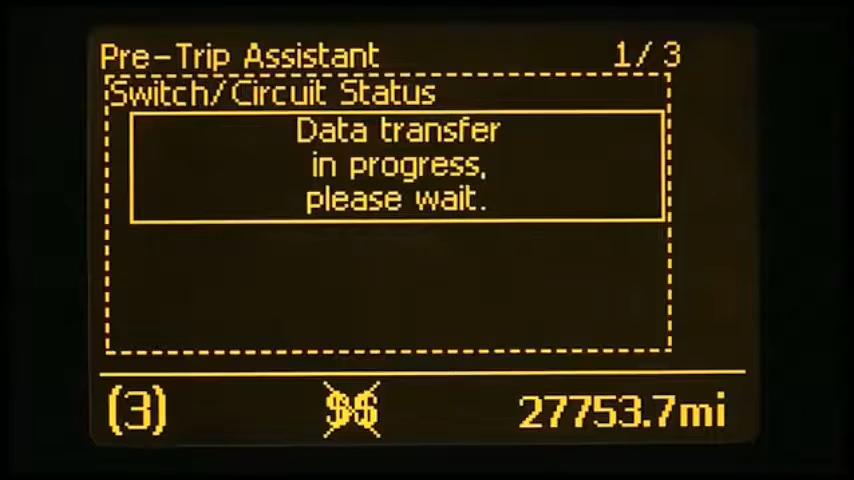 Pre-Trip Assistant 1/3
Switch/Circuit Status
Data transfer
in progress,
please wait.
(3) $$ 27753.7mi